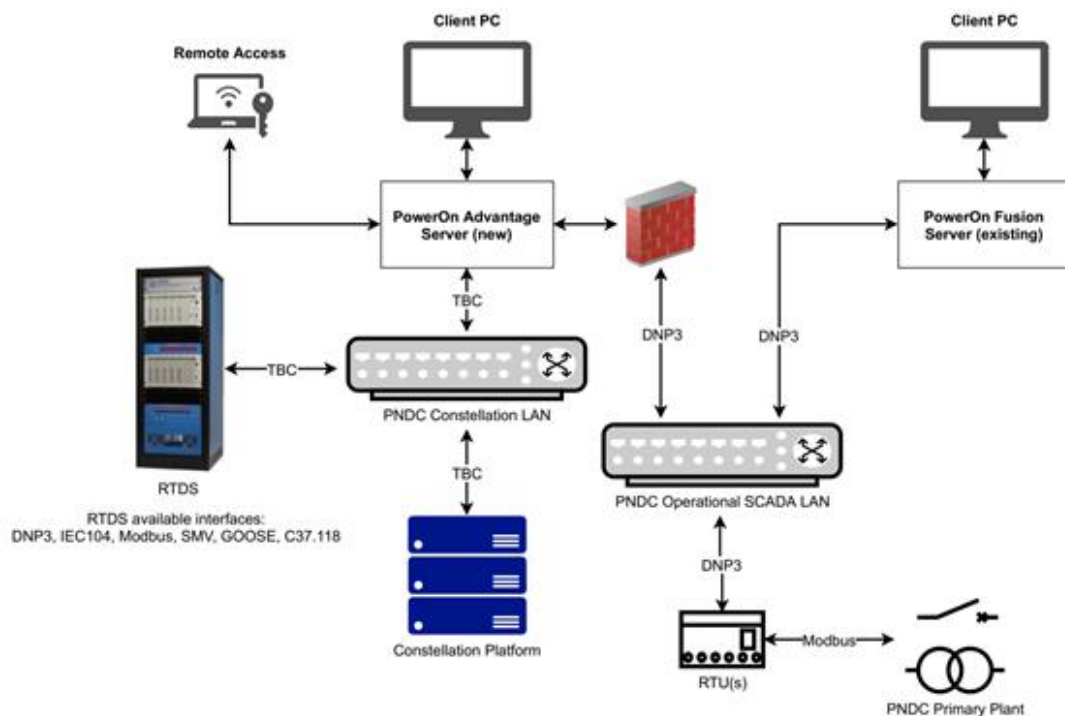 Client PC
Client PC
Remote Access
PowerOn Advantage
Server (new)
PowerOn Fusion
Server (existing)
TBC
DNP3
DNP3
TBC
PNDC Constellation LAN
TBC
RTDS
PNDC Operational SCADA LAN
RTDS available interfaces:
DNP3, IEC104, Modbus, SMV, GOOSE, C37.118
DNP3
Constellation Platform
Modbus
RTU(s)
PNDC Primary Plant